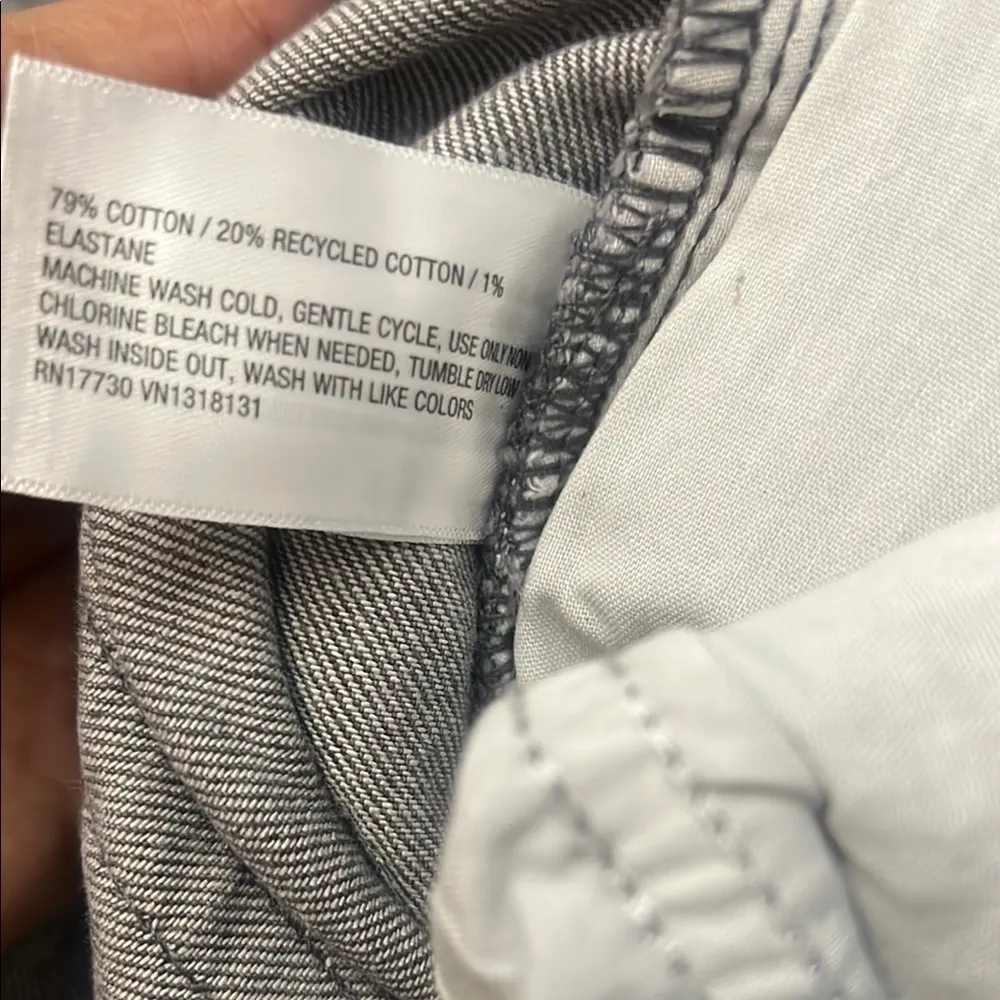 79% COTTON / 20% RECYCLED COTTON / 1%
ELASTANE
MACHINE WASH COLD, GENTLE CYCLE, USE ONLY NON
CHLORINE BLEACH WHEN NEEDED, TUMBLE DRY LOW
WASH INSIDE OUT, WASH WITH LIKE COLORS
RN17730 VN1318131